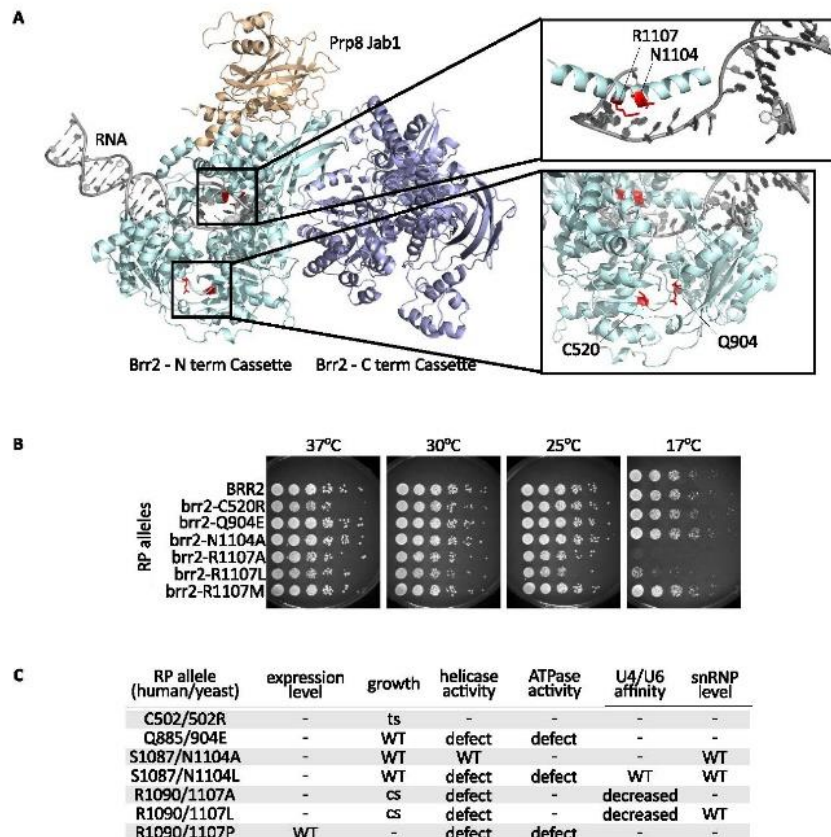 A
Prp8 Jab1
RNA
R1107
N1104
C520
Q904
Brr2 - N term Cassette
Brr2 - C term Cassette
B
37°C 30°C 25°C 17°C
RP alleles
BRR2
brr2-C520R
brr2-Q904E
brr2-N1104A
brr2-R1107A
brr2-R1107L
brr2-R1107M
C
RP allele (human/yeast) expression level growth helicase activity ATPase activity U4/U6 affinity snRNP level
C502/502R - ts - - - -
Q885/904E - WT defect defect - -
S1087/N1104A - WT WT - - WT
S1087/N1104L - WT defect defect WT WT
R1090/1107A - cs defect - decreased -
R1090/1107L - cs defect - decreased WT
R1090/1107P WT - defect defect - -